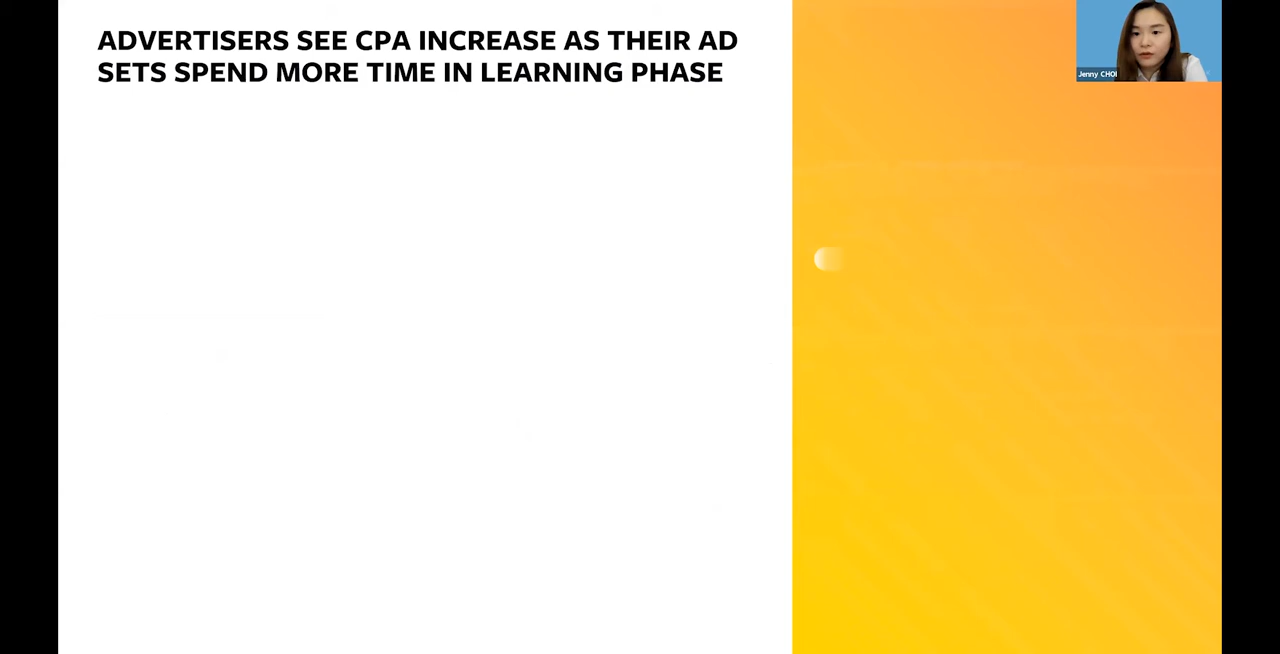 ADVERTISERS SEE CPA INCREASE AS THEIR AD
SETS SPEND MORE TIME IN LEARNING PHASE
Jenny CHOI